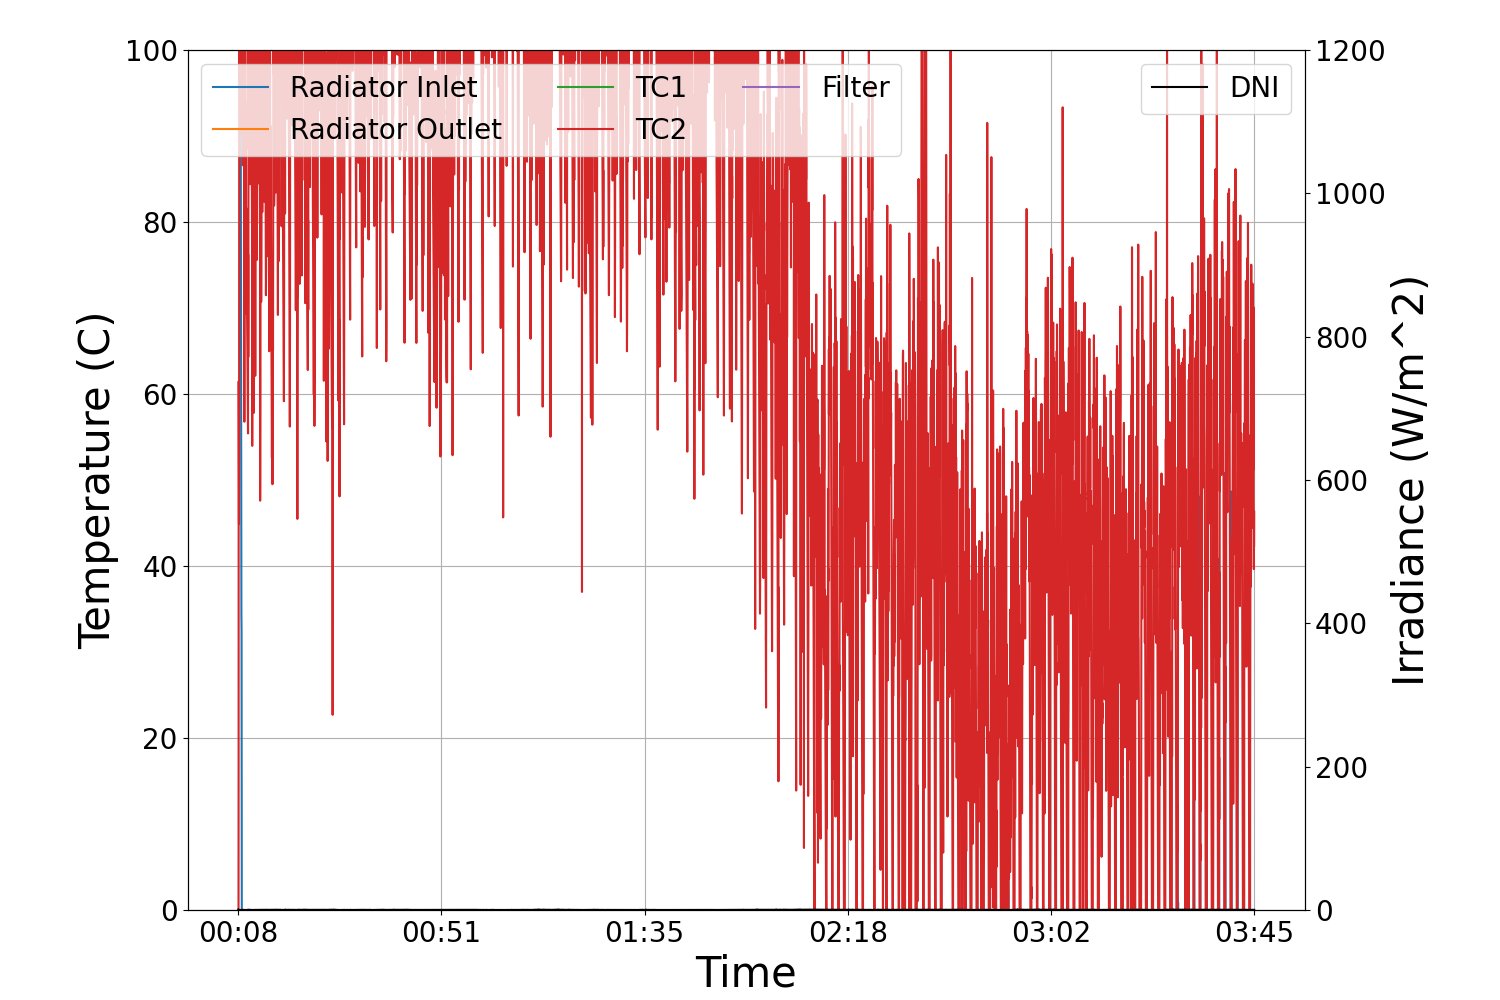 100
80
60
40
20
0
Temperature (C)
Radiator Inlet
Radiator Outlet
TC1
TC2
Filter
DNI
1200
1000
800
600
400
200
0
Irradiance (W/m^2)
00:08
00:51
01:35
02:18
03:02
03:45
Time